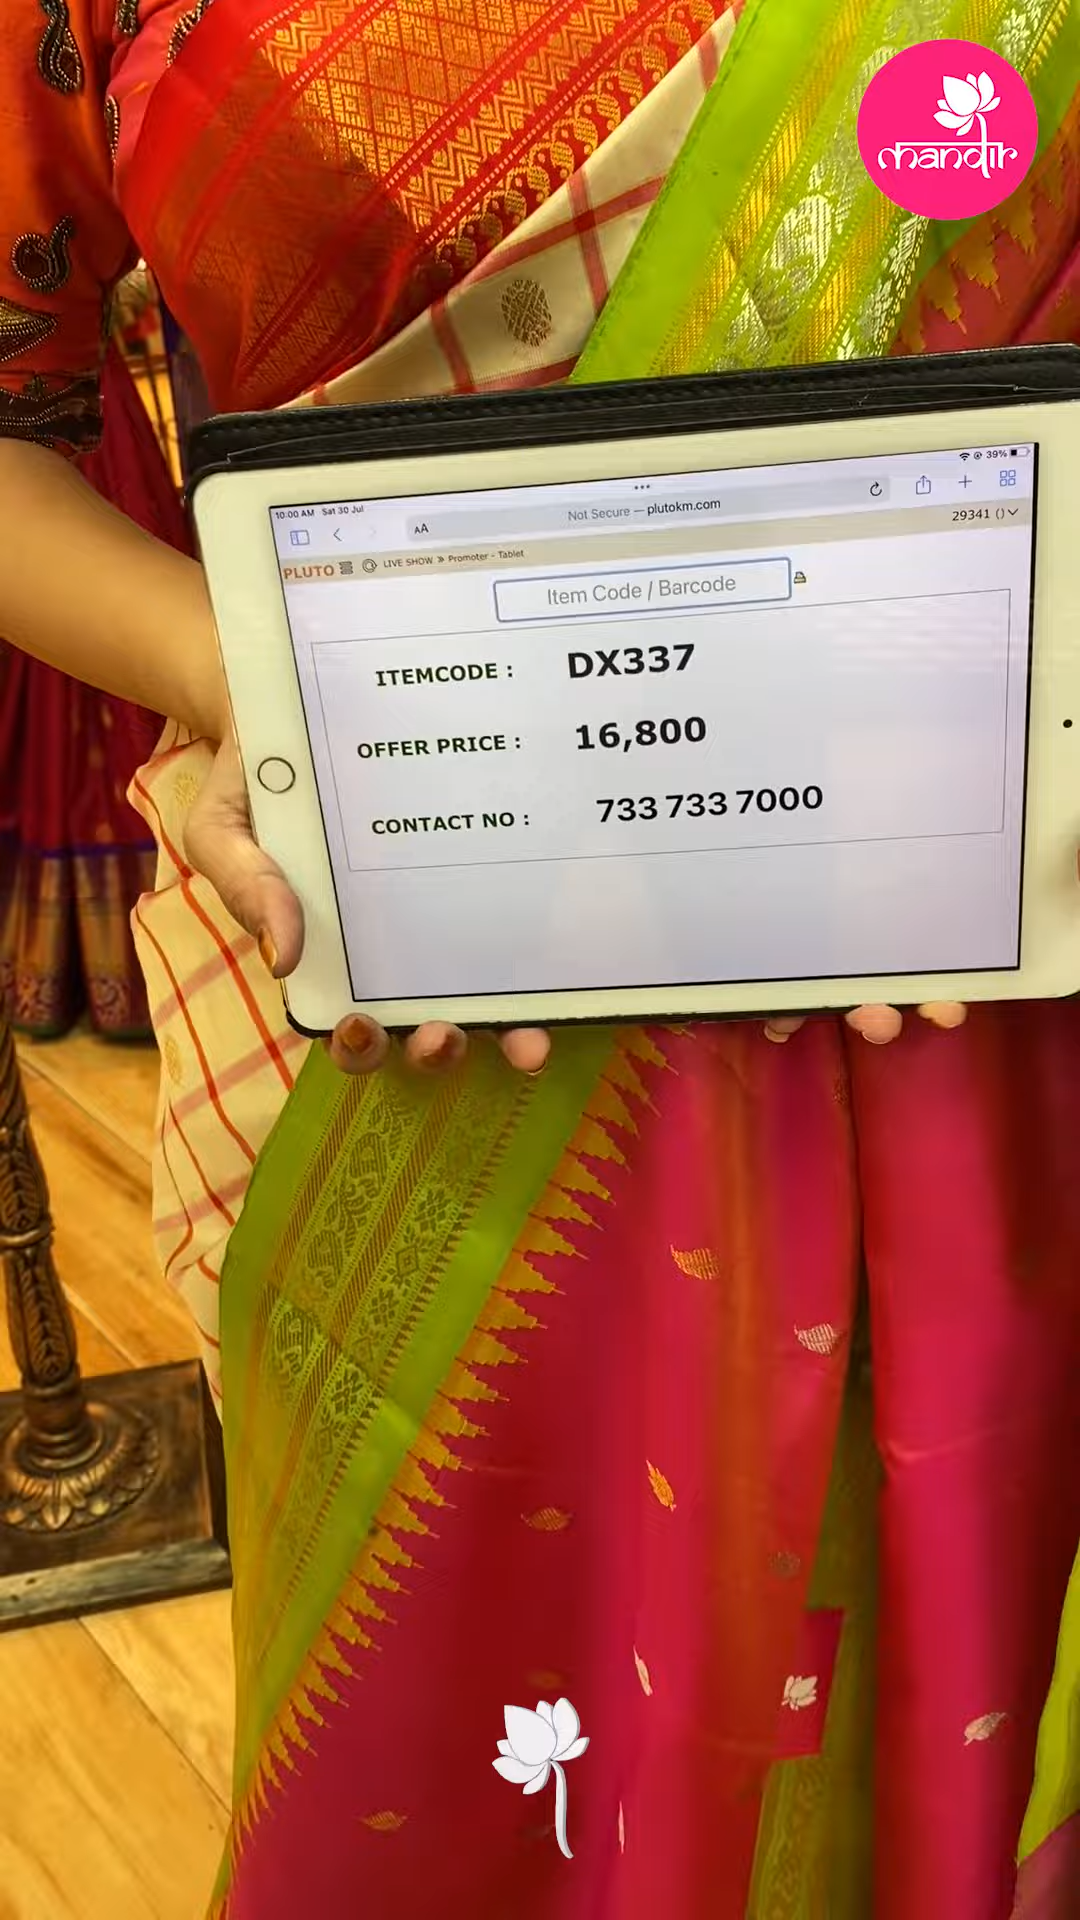 mandir
10:00 AM Sat 30 Jul
39%
AA
Not Secure — plutokm.com
29341 ()
PLUTO
LIVE SHOW » Promoter - Tablet
Item Code / Barcode
ITEMCODE : DX337
OFFER PRICE : 16,800
CONTACT NO : 733 733 7000